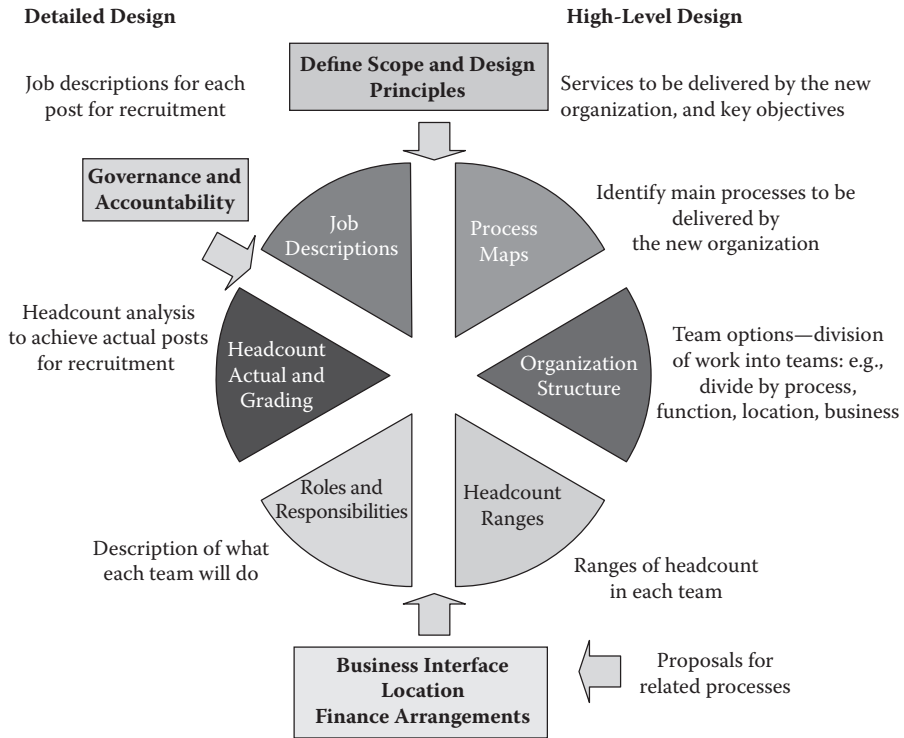 Detailed Design
High-Level Design
Define Scope and Design
Principles
Job descriptions for each
post for recruitment
Services to be delivered by the new
organization, and key objectives
Governance and
Accountability
Job
Descriptions
Process
Maps
Identify main processes to be
delivered by
the new organization
Headcount analysis
to achieve actual posts
for recruitment
Headcount
Actual and
Grading
Organization
Structure
Team options—division
of work into teams: e.g.,
divide by process,
function, location, business
Roles and
Responsibilities
Headcount
Ranges
Description of what
each team will do
Ranges of headcount
in each team
Business Interface
Location
Finance Arrangements
Proposals for
related processes